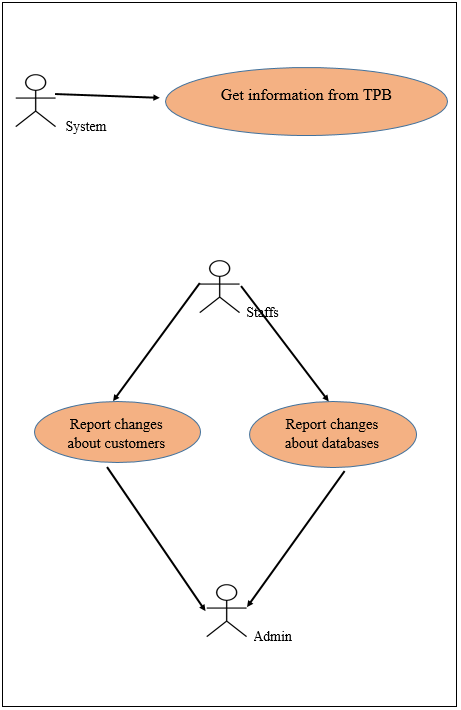 Get information from TPB
System
Staffs
Report changes
about customers
Report changes
about databases
Admin